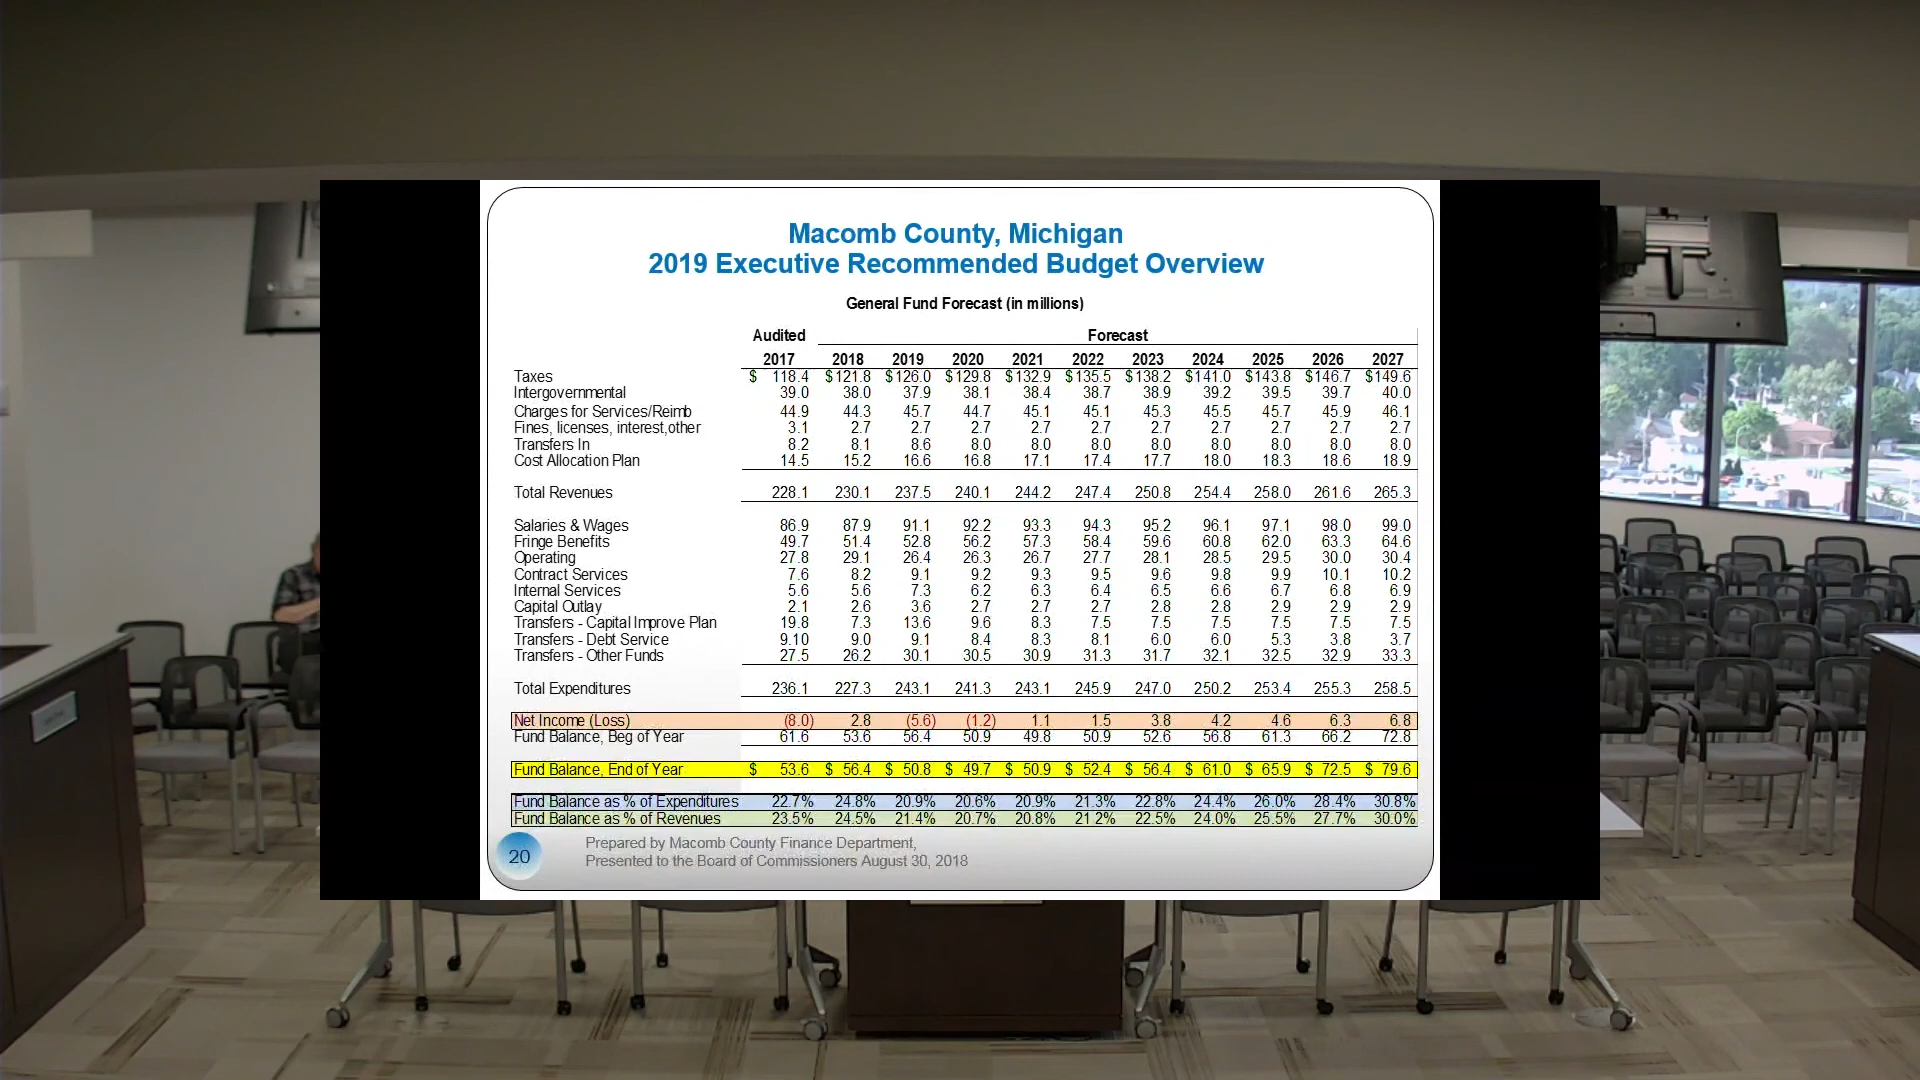 Macomb County, Michigan
2019 Executive Recommended Budget Overview
General Fund Forecast (in millions)
Audited Forecast
2017 2018 2019 2020 2021 2022 2023 2024 2025 2026 2027
Taxes $ 118.4 $121.8 $126.0 $129.8 $132.9 $135.5 $138.2 $141.0 $143.8 $146.7 $149.6
Intergovernmental 39.0 38.0 37.9 38.1 38.4 38.7 38.9 39.2 39.5 39.7 40.0
Charges for Services/Reimb 44.9 44.3 45.7 44.7 45.1 45.1 45.3 45.5 45.7 45.9 46.1
Fines, licenses, interest,other 3.1 2.7 2.7 2.7 2.7 2.7 2.7 2.7 2.7 2.7 2.7
Transfers In 8.2 8.1 8.6 8.0 8.0 8.0 8.0 8.0 8.0 8.0 8.0
Cost Allocation Plan 14.5 15.2 16.6 16.8 17.1 17.4 17.7 18.0 18.3 18.6 18.9
Total Revenues 228.1 230.1 237.5 240.1 244.2 247.4 250.8 254.4 258.0 261.6 265.3
Salaries & Wages 86.9 87.9 91.1 92.2 93.3 94.3 95.2 96.1 97.1 98.0 99.0
Fringe Benefits 49.7 51.4 52.8 56.2 57.3 58.4 59.6 60.8 62.0 63.3 64.6
Operating 27.8 29.1 26.4 26.3 26.7 27.7 28.1 28.5 29.5 30.0 30.4
Contract Services 7.6 8.2 9.1 9.2 9.3 9.5 9.6 9.8 9.9 10.1 10.2
Internal Services 5.6 5.6 7.3 6.2 6.3 6.4 6.5 6.6 6.7 6.8 6.9
Capital Outlay 2.1 2.6 3.6 2.7 2.7 2.7 2.8 2.8 2.9 2.9 2.9
Transfers - Capital Improve Plan 19.8 7.3 13.6 9.6 8.3 7.5 7.5 7.5 7.5 7.5 7.5
Transfers - Debt Service 9.10 9.0 9.1 8.4 8.3 8.1 6.0 6.0 5.3 3.8 3.7
Transfers - Other Funds 27.5 26.2 30.1 30.5 30.9 31.3 31.7 32.1 32.5 32.9 33.3
Total Expenditures 236.1 227.3 243.1 241.3 243.1 245.9 247.0 250.2 253.4 255.3 258.5
Net Income (Loss) (8.0) 2.8 (5.6) (1.2) 1.1 1.5 3.8 4.2 4.6 6.3 6.8
Fund Balance, Beg of Year 61.6 53.6 56.4 50.9 49.8 50.9 52.6 56.8 61.3 66.2 72.8
Fund Balance, End of Year $ 53.6 $ 56.4 $ 50.8 $ 49.7 $ 50.9 $ 52.4 $ 56.4 $ 61.0 $ 65.9 $ 72.5 $ 79.6
Fund Balance as % of Expenditures 22.7% 24.8% 20.9% 20.6% 20.9% 21.3% 22.8% 24.4% 26.0% 28.4% 30.8%
Fund Balance as % of Revenues 23.5% 24.5% 21.4% 20.7% 20.8% 21.2% 22.5% 24.0% 25.5% 27.7% 30.0%
20
Prepared by Macomb County Finance Department,
Presented to the Board of Commissioners August 30, 2018